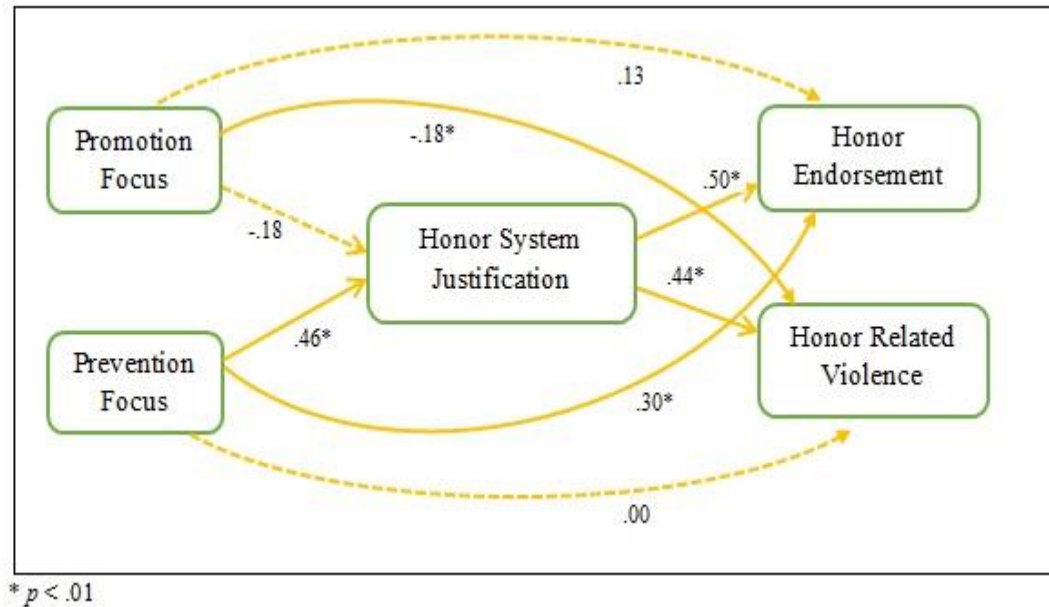 .13
Promotion
Focus
-.18*
Honor
Endorsement
.50*
-.18
Honor System
Justification
.44*
.46*
Prevention
Focus
Honor Related
Violence
.30*
.00
* p < .01